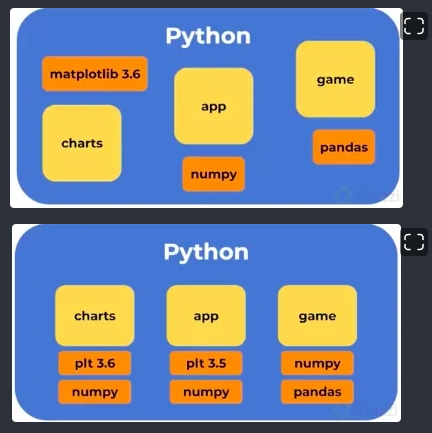 Python
matplotlib 3.6
app
game
charts
numpy
pandas
Python
charts app game
plt 3.6 plt 3.5 numpy
numpy numpy pandas